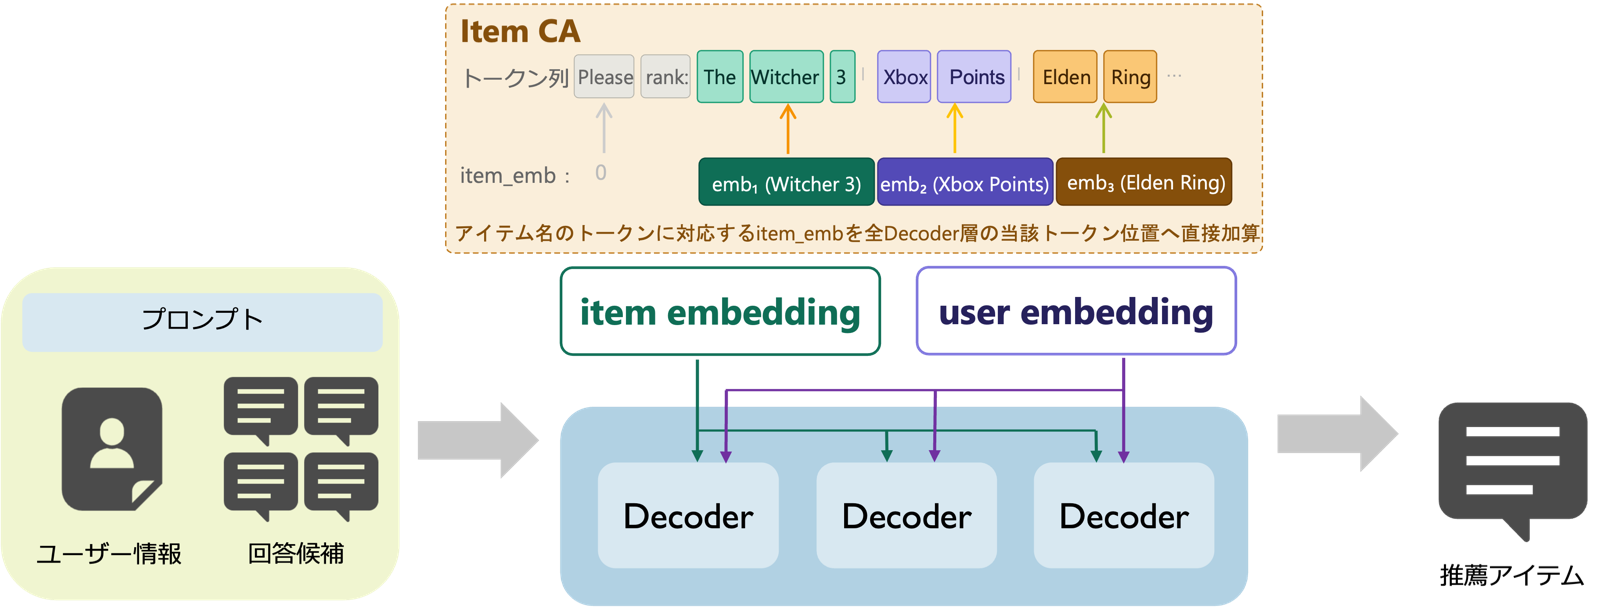 Item CA
トークン列 Please rank: The Witcher 3 | Xbox Points | Elden Ring ...
item_emb : 0 emb₁ (Witcher 3) emb₂ (Xbox Points) emb₃ (Elden Ring)
アイテム名のトークンに対応するitem_embを全Decoder層の当該トークン位置へ直接加算
item embedding
user embedding
プロンプト
ユーザー情報
回答候補
Decoder
Decoder
Decoder
推薦アイテム